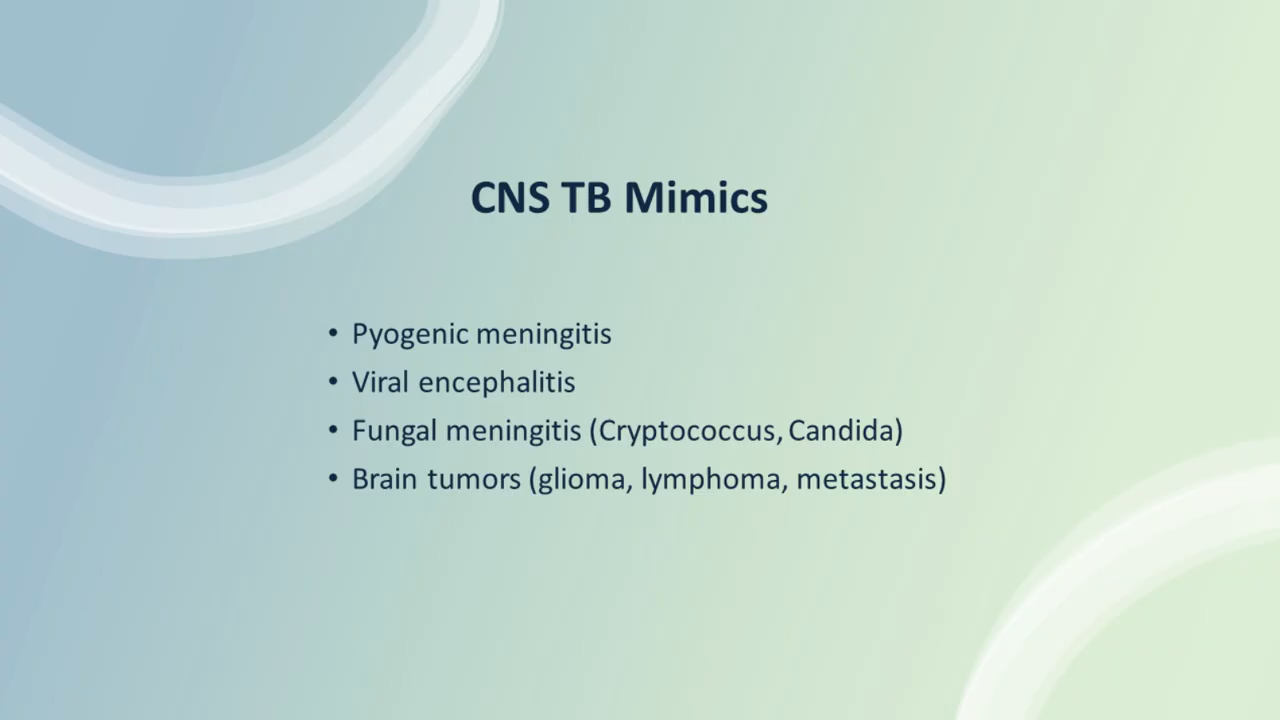 CNS TB Mimics
• Pyogenic meningitis
• Viral encephalitis
• Fungal meningitis (Cryptococcus, Candida)
• Brain tumors (glioma, lymphoma, metastasis)